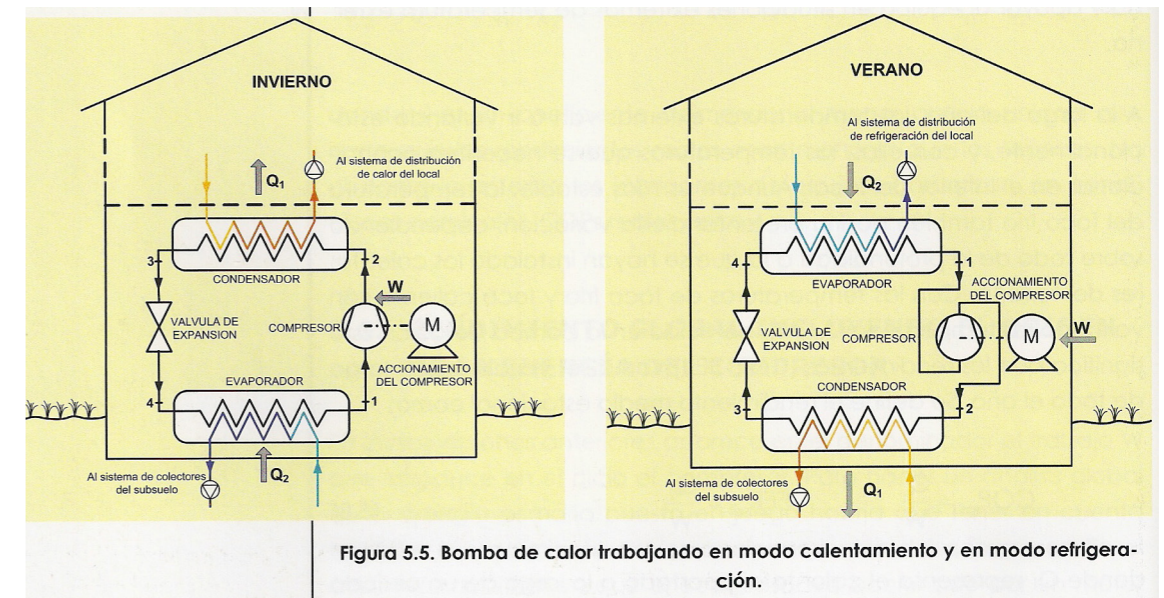 INVIERNO
Al sistema de distribución
de calor del local
Q1
3
2
CONDENSADOR
W
VALVULA DE
EXPANSION
COMPRESOR
M
ACCIONAMIENTO
DEL COMPRESOR
EVAPORADOR
4
1
Al sistema de colectores
del subsuelo
Q2
VERANO
Al sistema de distribución
de refrigeración del local
Q2
4
1
EVAPORADOR
ACCIONAMIENTO
DEL COMPRESOR
VALVULA DE
EXPANSION
COMPRESOR
M
W
CONDENSADOR
3
2
Al sistema de colectores
del subsuelo
Q1
Figura 5.5. Bomba de calor trabajando en modo calentamiento y en modo refrigera-
ción.